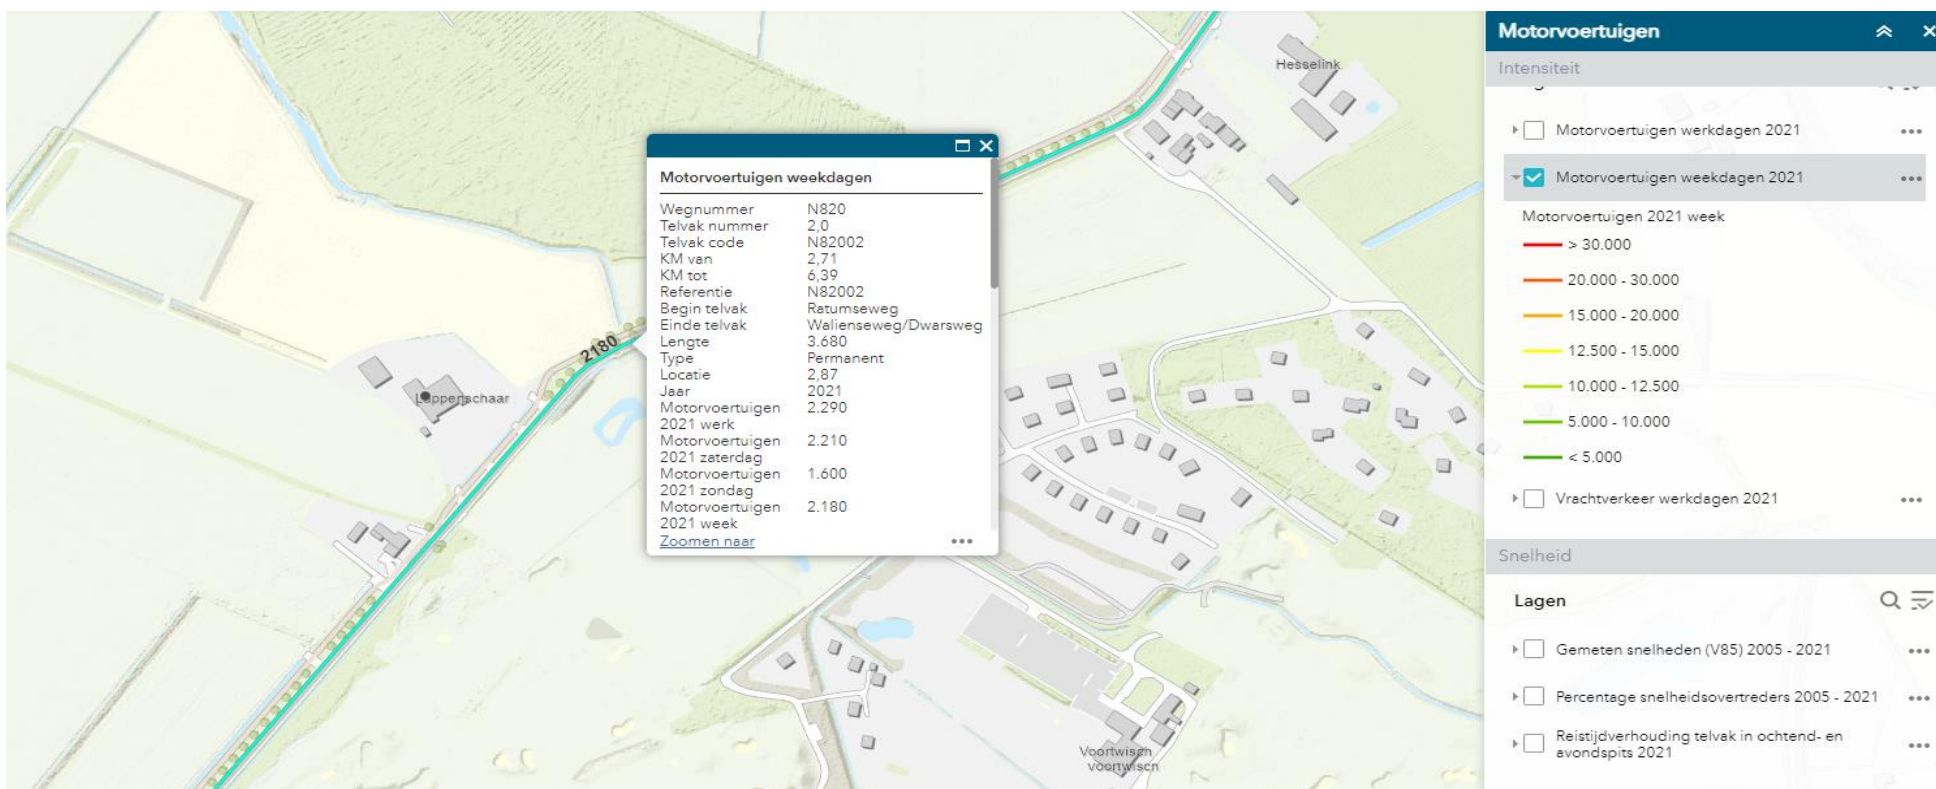 Hesselink
2180
Luppenschaar
Voortwisch
voortwisch
Motorvoertuigen weekdagen
Wegnummer N820
Telvak nummer 2,0
Telvak code N82002
KM van 2,71
KM tot 6,39
Referentie N82002
Begin telvak Ratumseweg
Einde telvak Walienseweg/Dwarsweg
Lengte 3.680
Type Permanent
Locatie 2,87
Jaar 2021
Motorvoertuigen 2.290
2021 werk
Motorvoertuigen 2.210
2021 zaterdag
Motorvoertuigen 1.600
2021 zondag
Motorvoertuigen 2.180
2021 week
Zoomen naar
Motorvoertuigen
Intensiteit
Motorvoertuigen werkdagen 2021
Motorvoertuigen weekdagen 2021
Motorvoertuigen 2021 week
> 30.000
20.000 - 30.000
15.000 - 20.000
12.500 - 15.000
10.000 - 12.500
5.000 - 10.000
< 5.000
Vrachtverkeer werkdagen 2021
Snelheid
Lagen
Gemeten snelheden (V85) 2005 - 2021
Percentage snelheidsovertreders 2005 - 2021
Reistijdverhouding telvak in ochtend- en
avondspits 2021